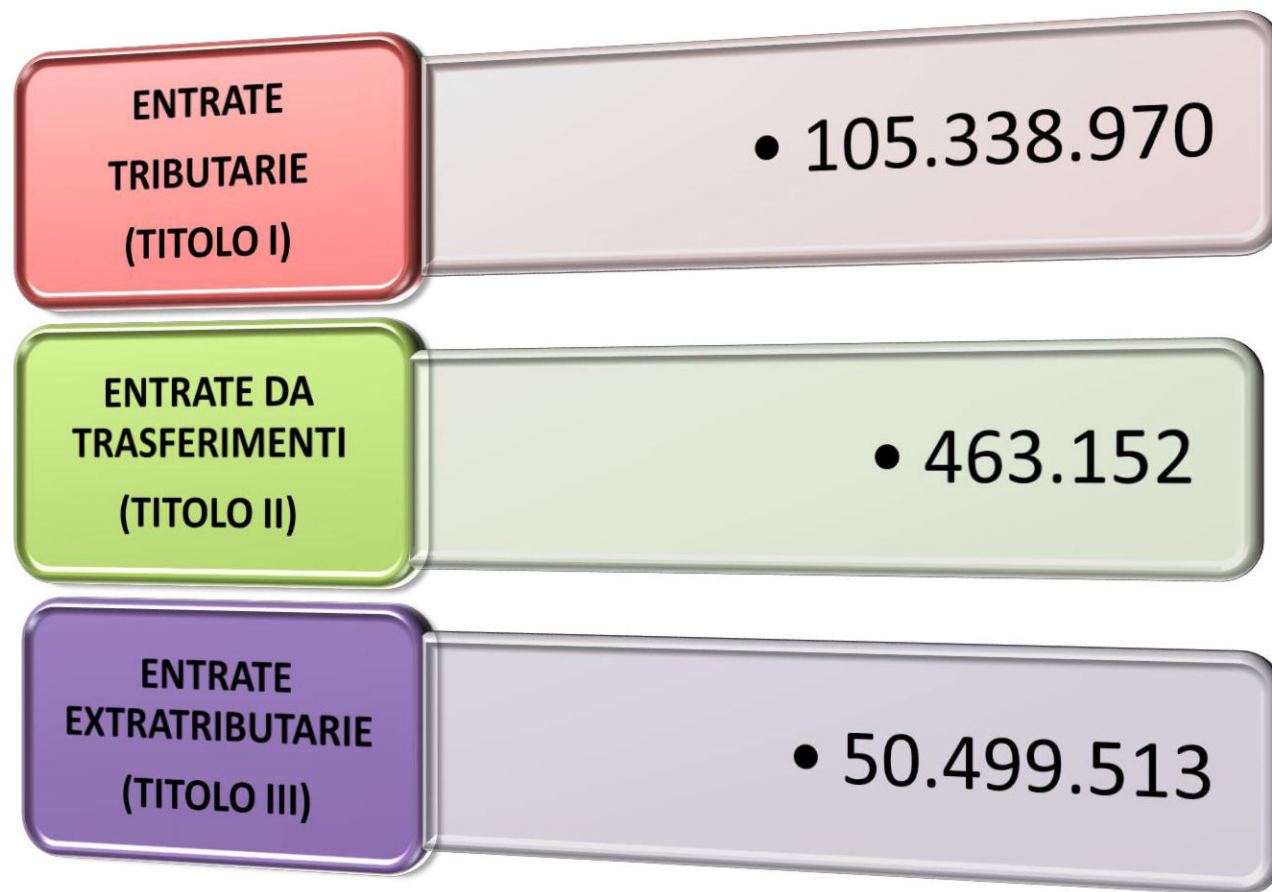 ENTRATE
TRIBUTARIE
(TITOLO I)
• 105.338.970
ENTRATE DA
TRASFERIMENTI
(TITOLO II)
• 463.152
ENTRATE
EXTRATRIBUTARIE
(TITOLO III)
• 50.499.513